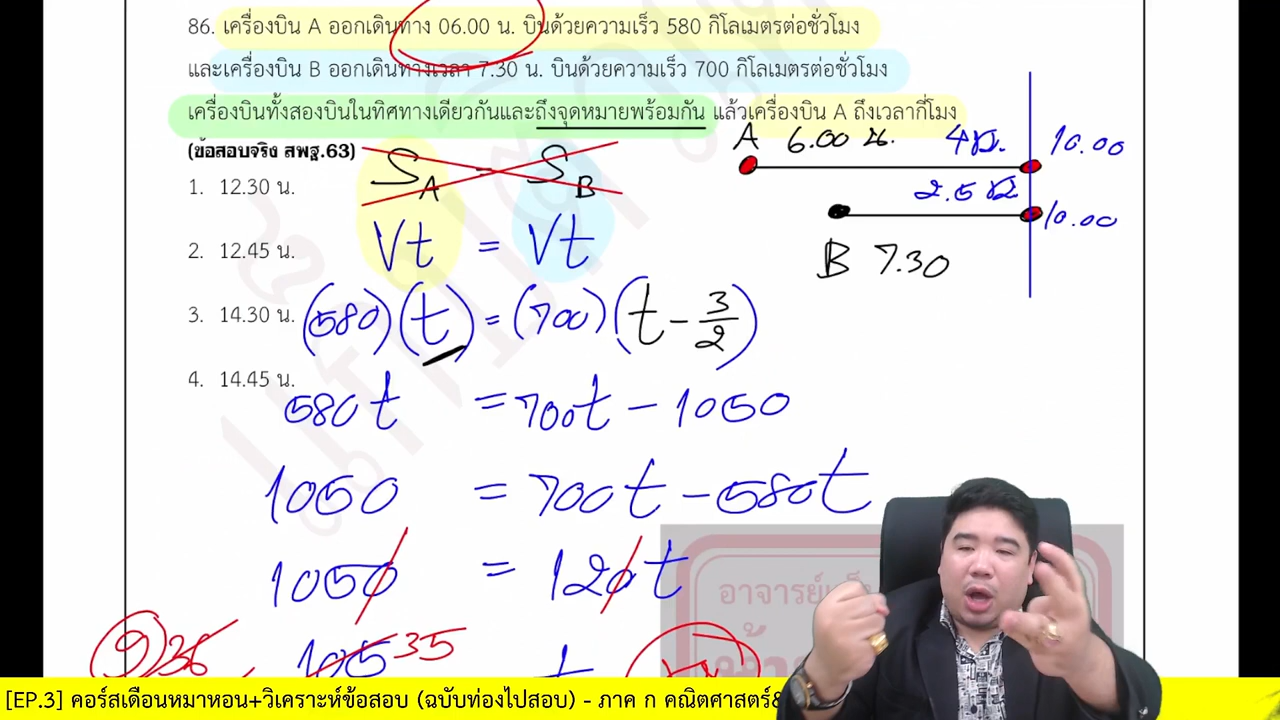 86. เครื่องบิน A ออกเดินทาง 06.00 น. บินด้วยความเร็ว 580 กิโลเมตรต่อชั่วโมง
และเครื่องบิน B ออกเดินทางเวลา 7.30 น. บินด้วยความเร็ว 700 กิโลเมตรต่อชั่วโมง
เครื่องบินทั้งสองบินในทิศทางเดียวกันและถึงจุดหมายพร้อมกัน แล้วเครื่องบิน A ถึงเวลากี่โมง
(ข้อสอบจริง สพฐ.63)
A 6.00 น. 4ชม. 10.00
S_A = S_B
1. 12.30 น.
2.5 ชม. 10.00
Vt = Vt
2. 12.45 น.
B 7.30
3. 14.30 น.
(580)(t) = (700)(t - 3/2)
4. 14.45 น.
580t = 700t - 1050
1050 = 700t - 580t
1050 = 120t
อาจารย์
105 35 t
[EP.3] คอร์สเดือนหมาหอน+วิเคราะห์ข้อสอบ (ฉบับท่องไปสอบ) - ภาค ก คณิตศาสตร์&